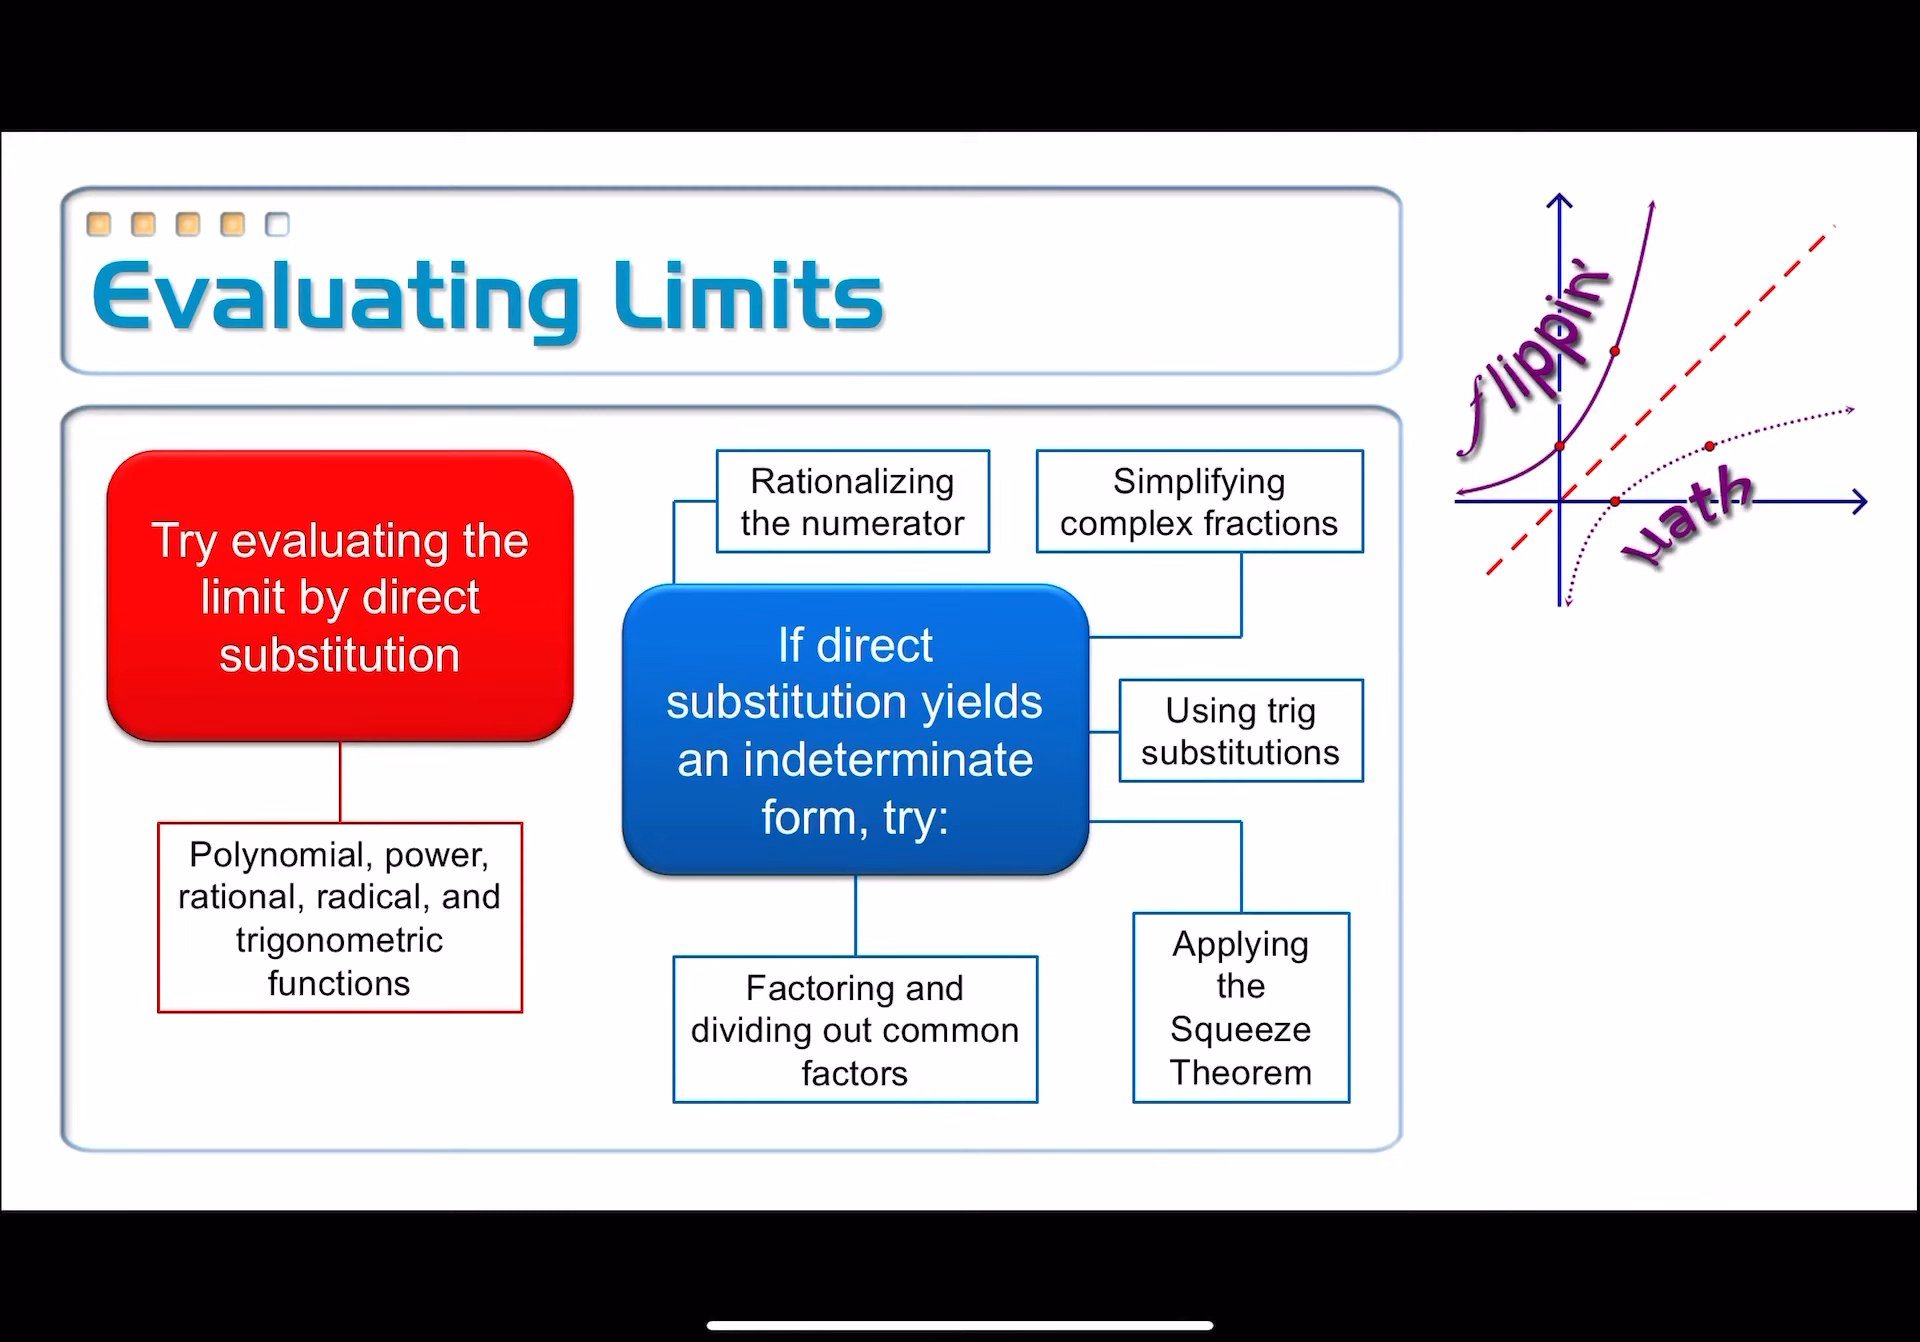 Evaluating Limits
flippin'
math
Try evaluating the
limit by direct
substitution
Polynomial, power,
rational, radical, and
trigonometric
functions
Rationalizing
the numerator
Simplifying
complex fractions
If direct
substitution yields
an indeterminate
form, try:
Using trig
substitutions
Factoring and
dividing out common
factors
Applying
the
Squeeze
Theorem